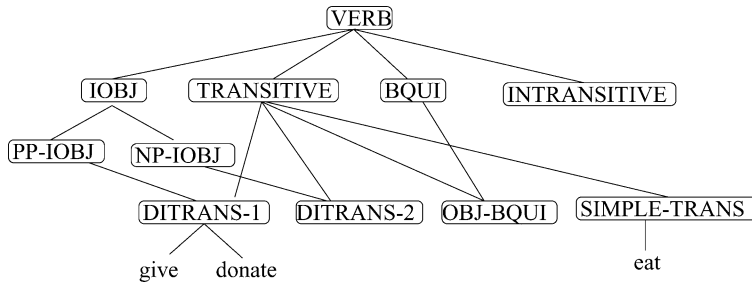 VERB
IOBJ TRANSITIVE BQUI INTRANSITIVE
PP-IOBJ NP-IOBJ
DITRANS-1 DITRANS-2 OBJ-BQUI SIMPLE-TRANS
give donate eat